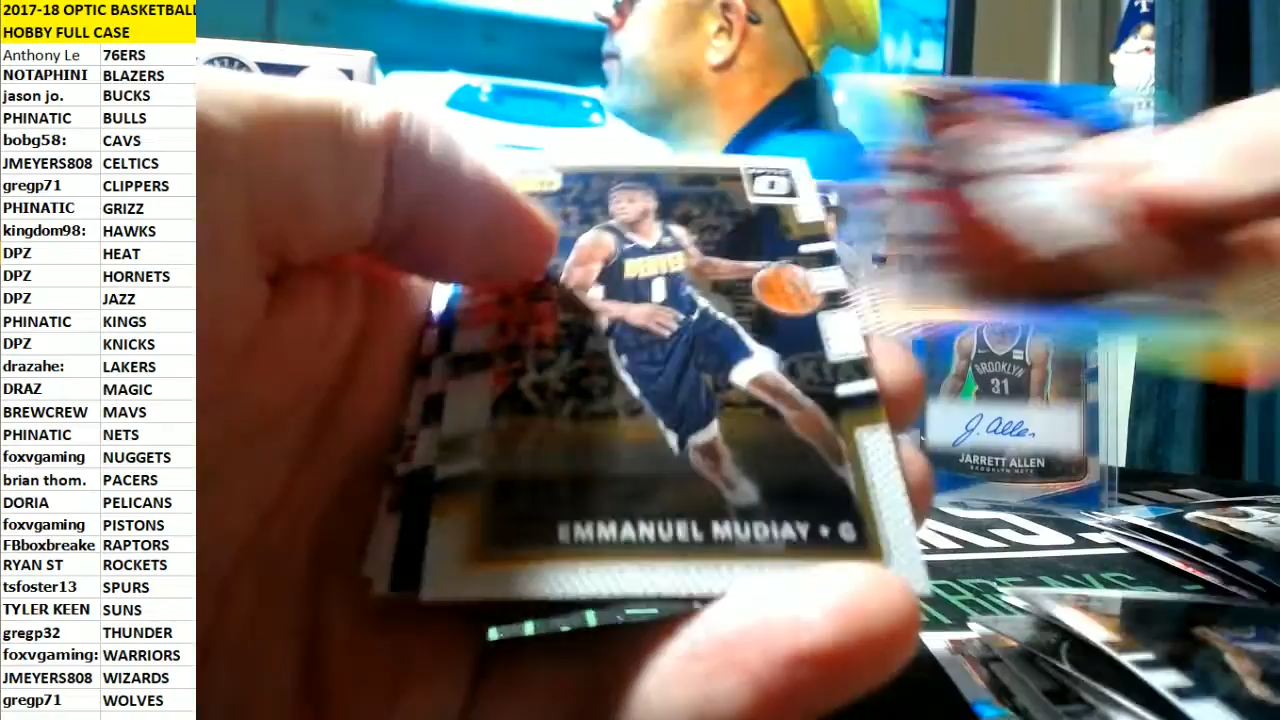 2017-18 OPTIC BASKETBALL
HOBBY FULL CASE
Anthony Le 76ERS
NOTAPHINI BLAZERS
jason jo. BUCKS
PHINATIC BULLS
bobg58: CAVS
JMEYERS808 CELTICS
gregp71 CLIPPERS
PHINATIC GRIZZ
kingdom98: HAWKS
DPZ HEAT
DPZ HORNETS
DPZ JAZZ
PHINATIC KINGS
DPZ KNICKS
drazahe: LAKERS
DRAZ MAGIC
BREWCREW MAVS
PHINATIC NETS
foxvgaming NUGGETS
brian thom. PACERS
DORIA PELICANS
foxvgaming PISTONS
FBboxbreake RAPTORS
RYAN ST ROCKETS
tsfoster13 SPURS
TYLER KEEN SUNS
gregp32 THUNDER
foxvgaming: WARRIORS
JMEYERS808 WIZARDS
gregp71 WOLVES
DENVER
EMMANUEL MUDIAY • G
BROOKLYN
31
J. Allen
JARRETT ALLEN
BROOKLYN NETS